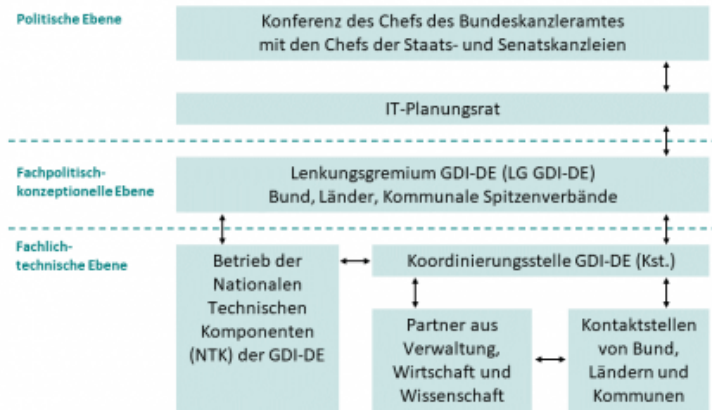 Politische Ebene
Konferenz des Chefs des Bundeskanzleramtes
mit den Chefs der Staats- und Senatskanzleien
IT-Planungsrat
Fachpolitisch-
konzeptionelle Ebene
Lenkungsgremium GDI-DE (LG GDI-DE)
Bund, Länder, Kommunale Spitzenverbände
Fachlich-
technische Ebene
Betrieb der
Nationalen
Technischen
Komponenten
(NTK) der GDI-DE
Koordinierungsstelle GDI-DE (Kst.)
Partner aus
Verwaltung,
Wirtschaft und
Wissenschaft
Kontaktstellen
von Bund,
Ländern und
Kommunen